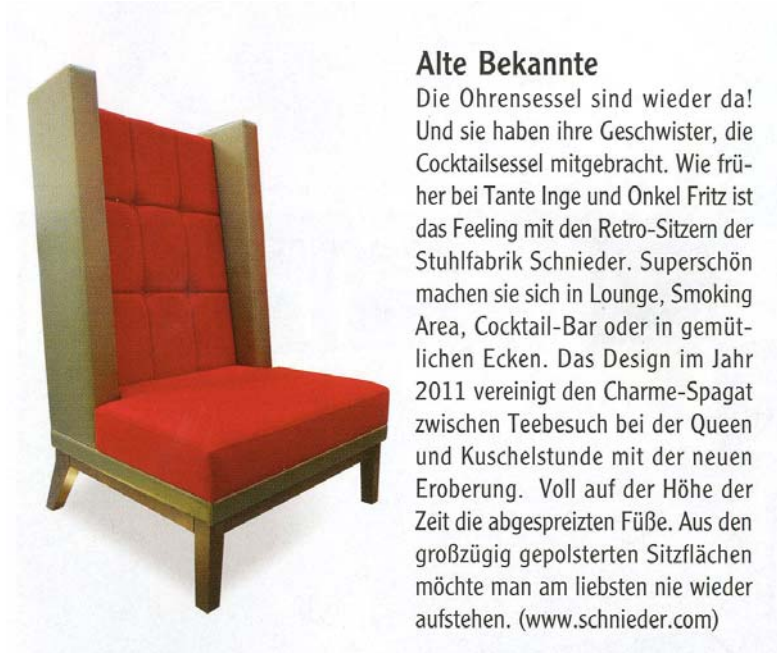 Alte Bekannte
Die Ohrensessel sind wieder da!
Und sie haben ihre Geschwister, die
Cocktailsessel mitgebracht. Wie frü-
her bei Tante Inge und Onkel Fritz ist
das Feeling mit den Retro-Sitzern der
Stuhlfabrik Schnieder. Superschön
machen sie sich in Lounge, Smoking
Area, Cocktail-Bar oder in gemüt-
lichen Ecken. Das Design im Jahr
2011 vereinigt den Charme-Spagat
zwischen Teebesuch bei der Queen
und Kuschelstunde mit der neuen
Eroberung. Voll auf der Höhe der
Zeit die abgespreizten Füße. Aus den
großzügig gepolsterten Sitzflächen
möchte man am liebsten nie wieder
aufstehen. (www.schnieder.com)